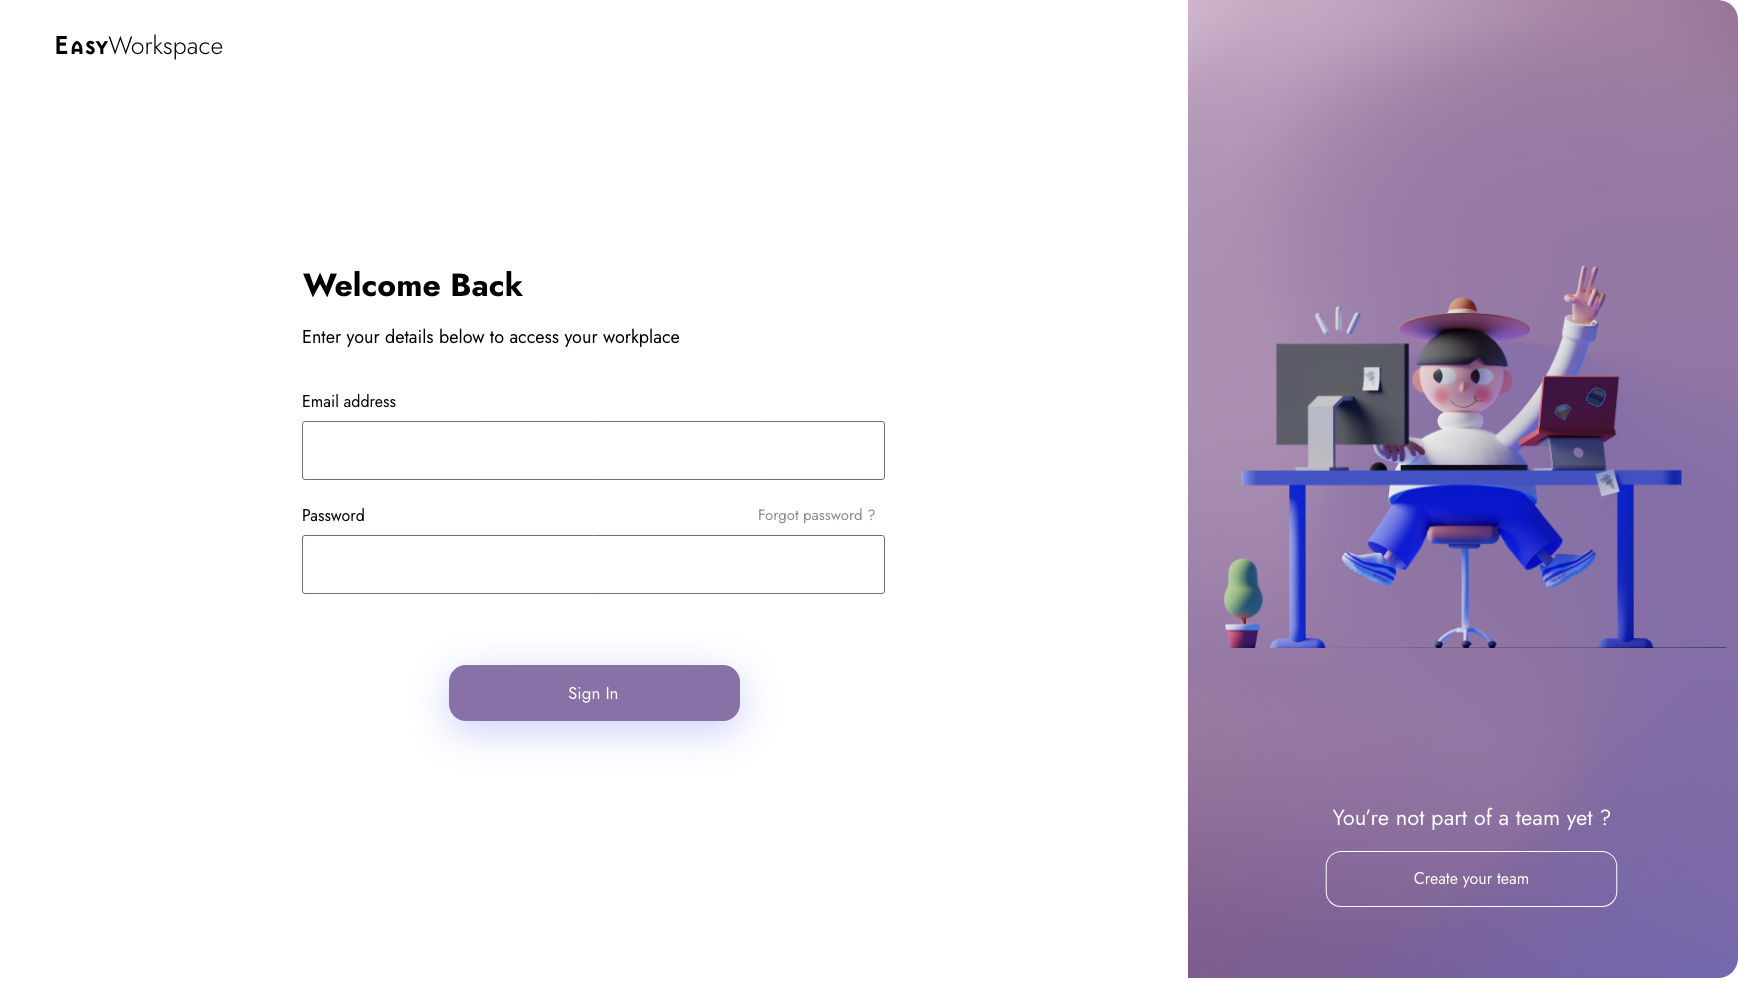 EASYWorkspace
Welcome Back
Enter your details below to access your workplace
Email address
Password
Forgot password ?
Sign In
You’re not part of a team yet ?
Create your team